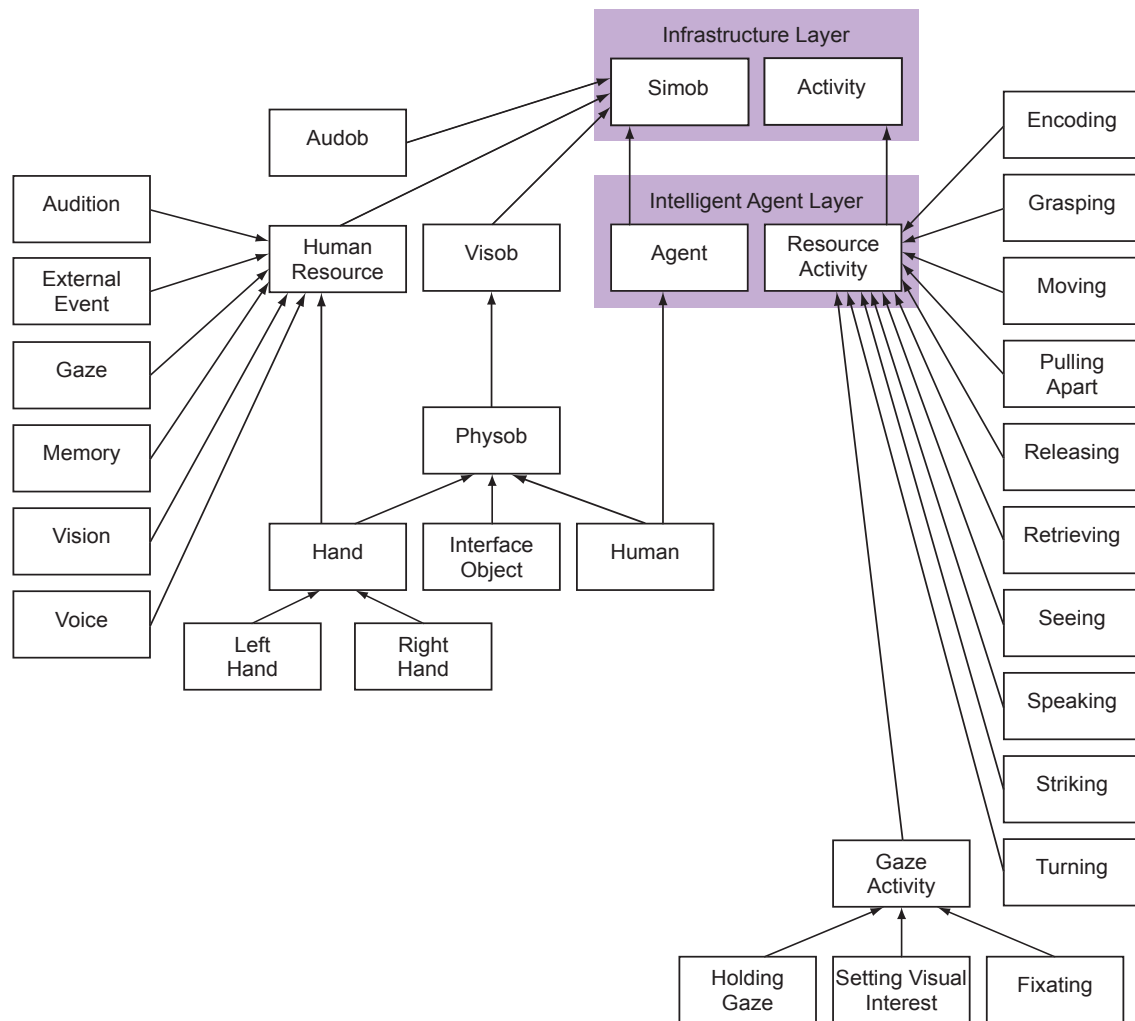 Infrastructure Layer
Simob
Activity
Audob
Encoding
Audition
Intelligent Agent Layer
Grasping
Human
Resource
Visob
Agent
Resource
Activity
External
Event
Moving
Gaze
Pulling
Apart
Physob
Memory
Releasing
Vision
Hand
Interface
Object
Human
Retrieving
Voice
Left
Hand
Right
Hand
Seeing
Speaking
Striking
Gaze
Activity
Turning
Holding
Gaze
Setting Visual
Interest
Fixating